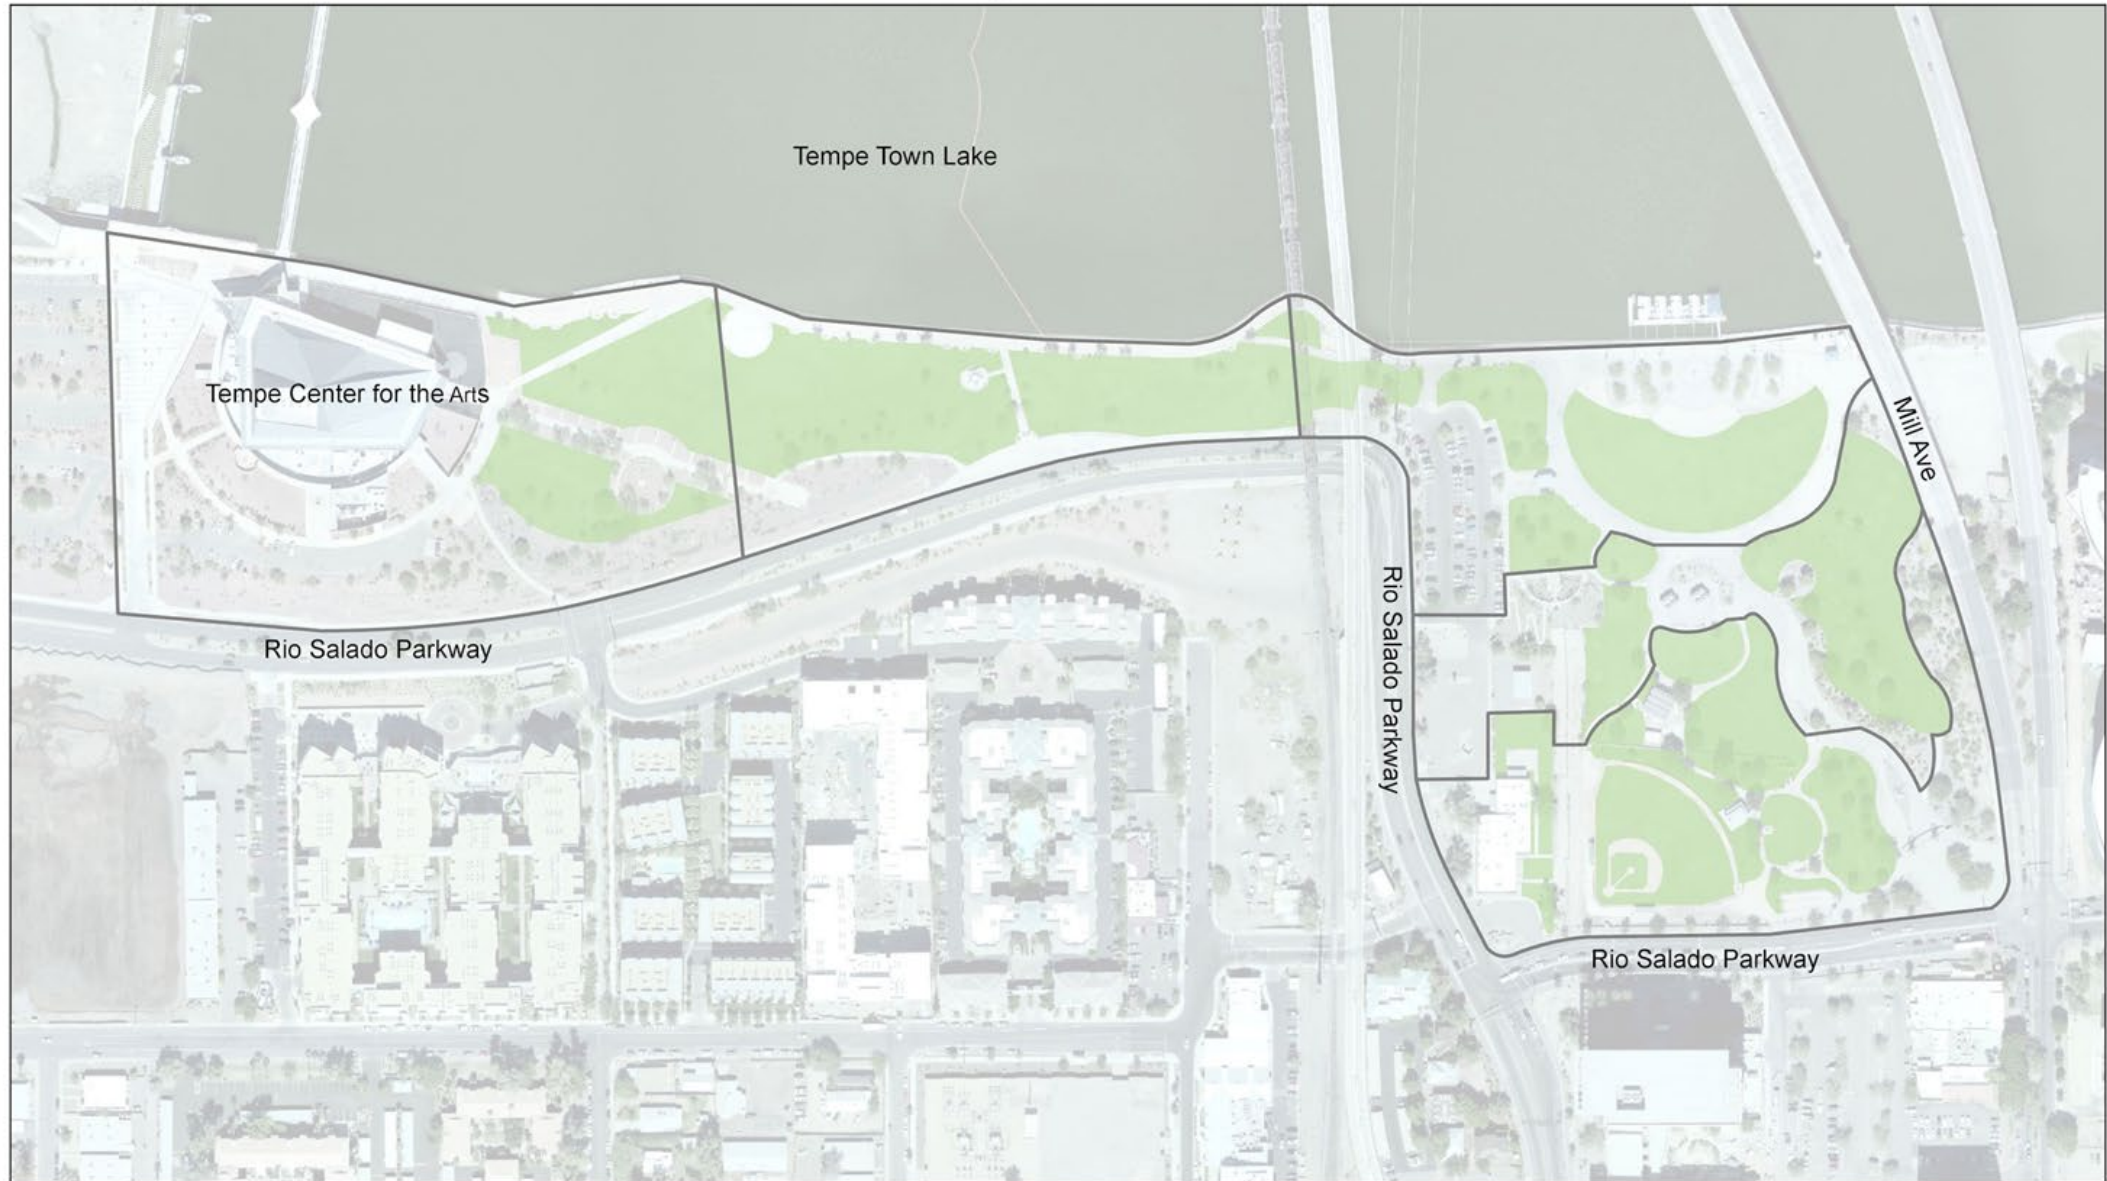 Tempe Town Lake
Tempe Center for the Arts
Mill Ave
Rio Salado Parkway
Rio Salado Parkway
Rio Salado Parkway